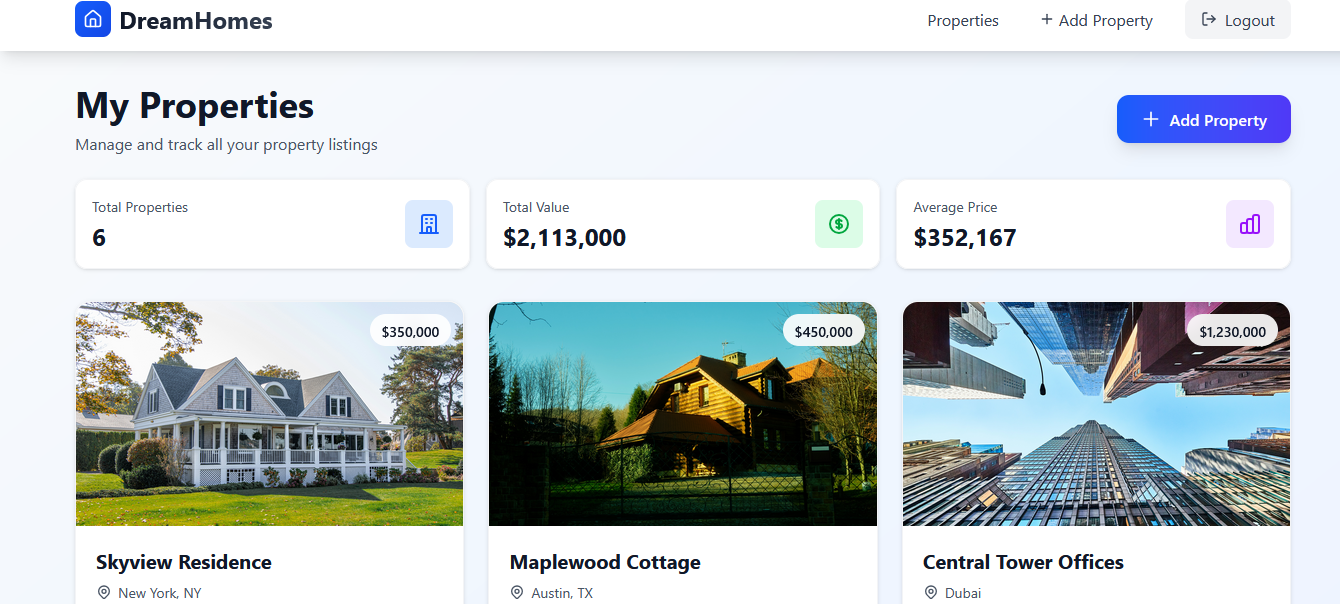 DreamHomes
Properties
+ Add Property
Logout
My Properties
Manage and track all your property listings
+ Add Property
Total Properties
6
Total Value
$2,113,000
Average Price
$352,167
$350,000
$450,000
$1,230,000
Skyview Residence
New York, NY
Maplewood Cottage
Austin, TX
Central Tower Offices
Dubai